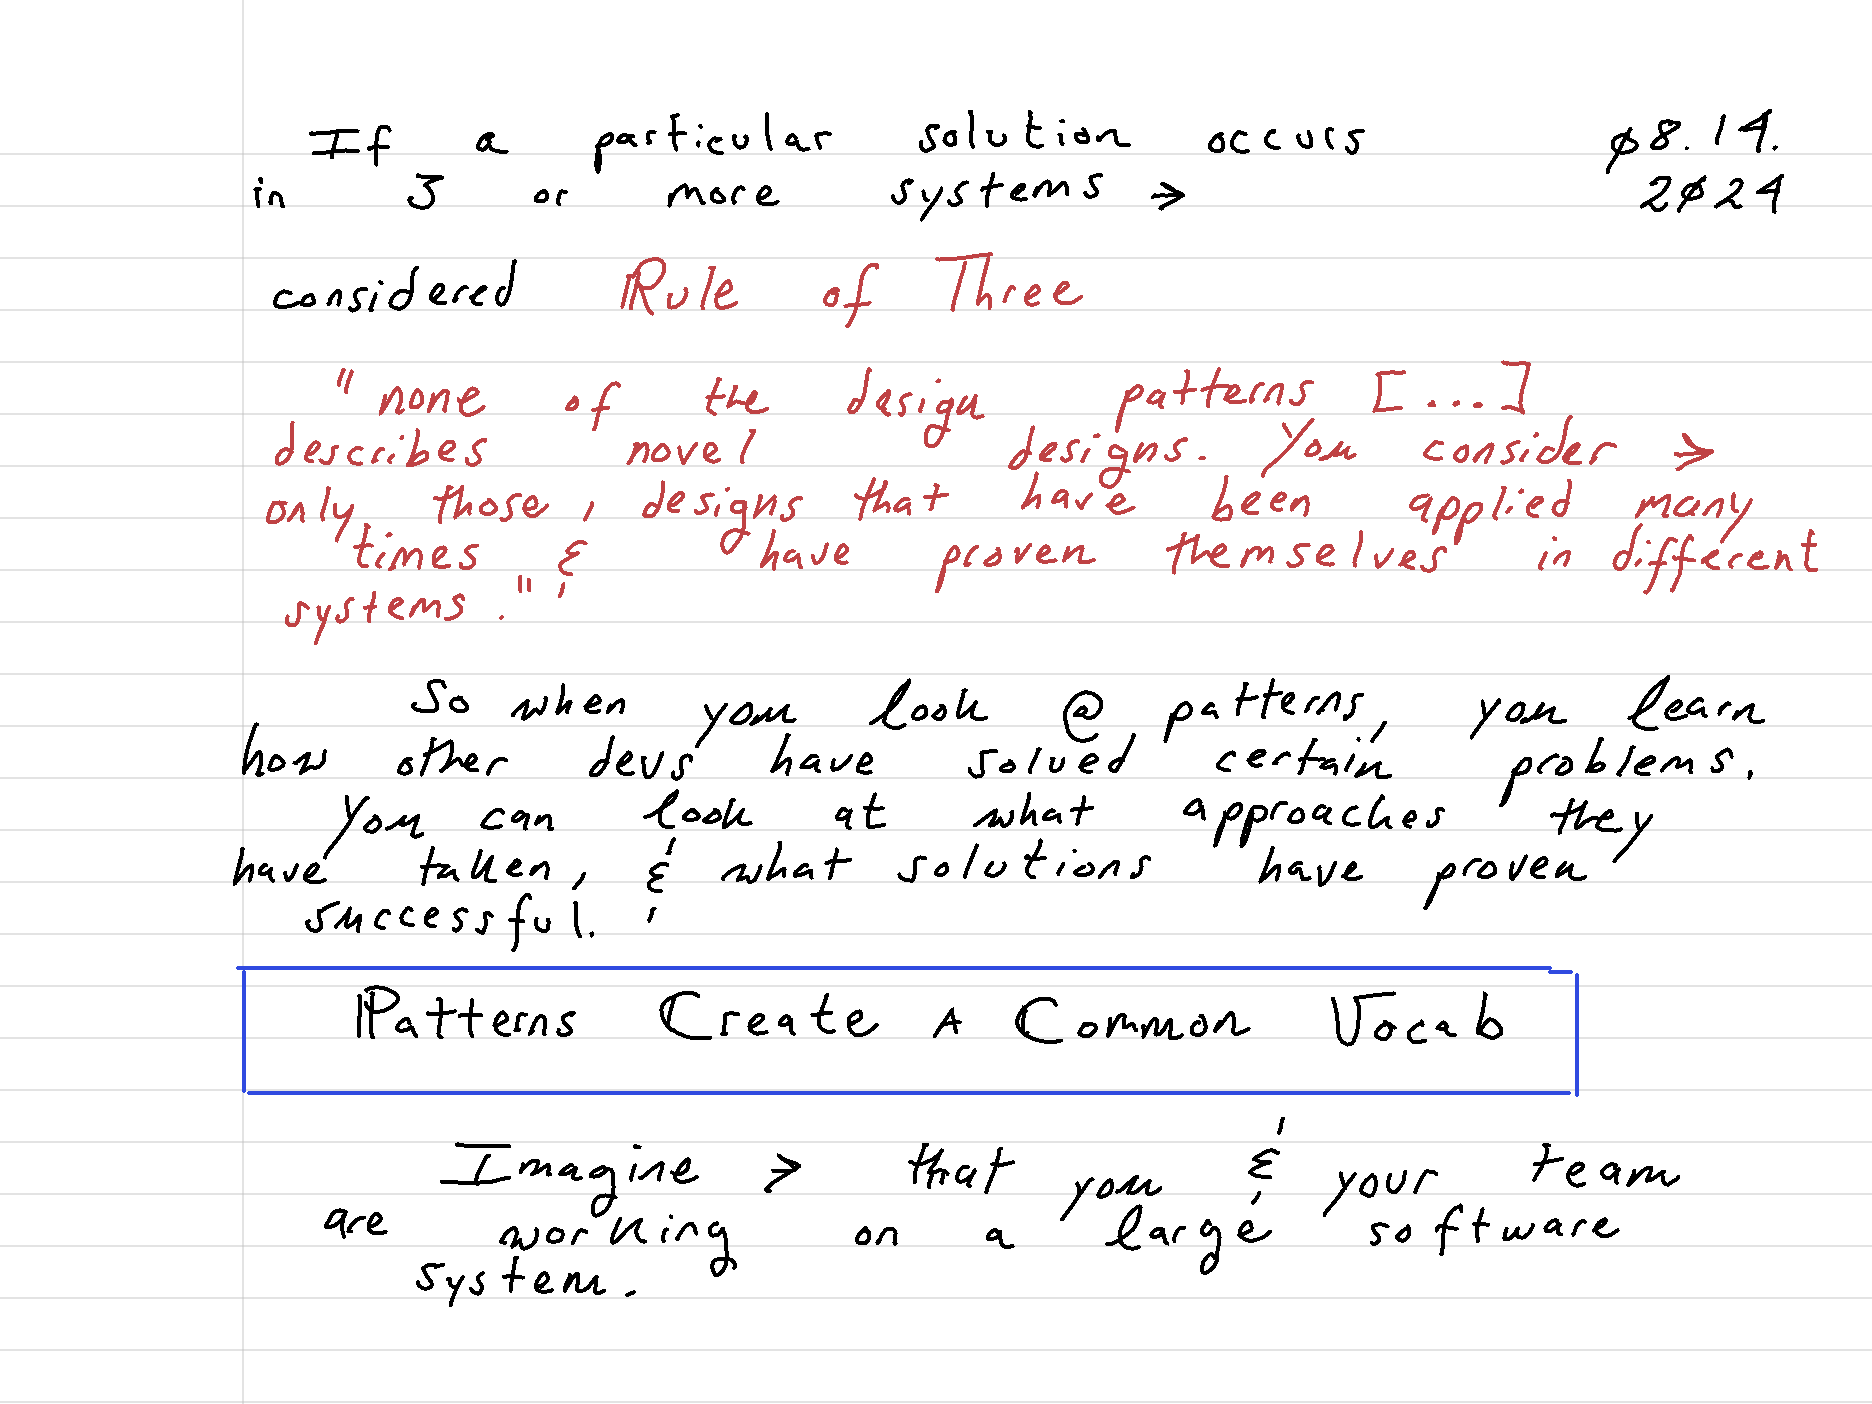 If a particular solution occurs
in 3 or more systems →
08.14.
2024
considered Rule of Three
"none of the design patterns [...]
describes novel designs. You consider →
only those, designs that have been applied many
times & have proven themselves in different
systems."
So when you look @ patterns, you learn
how other devs have solved certain problems.
You can look at what approaches they
have taken, & what solutions have proven
successful.
Patterns Create A Common Vocab
Imagine → that you & your team
are working on a large software
system.